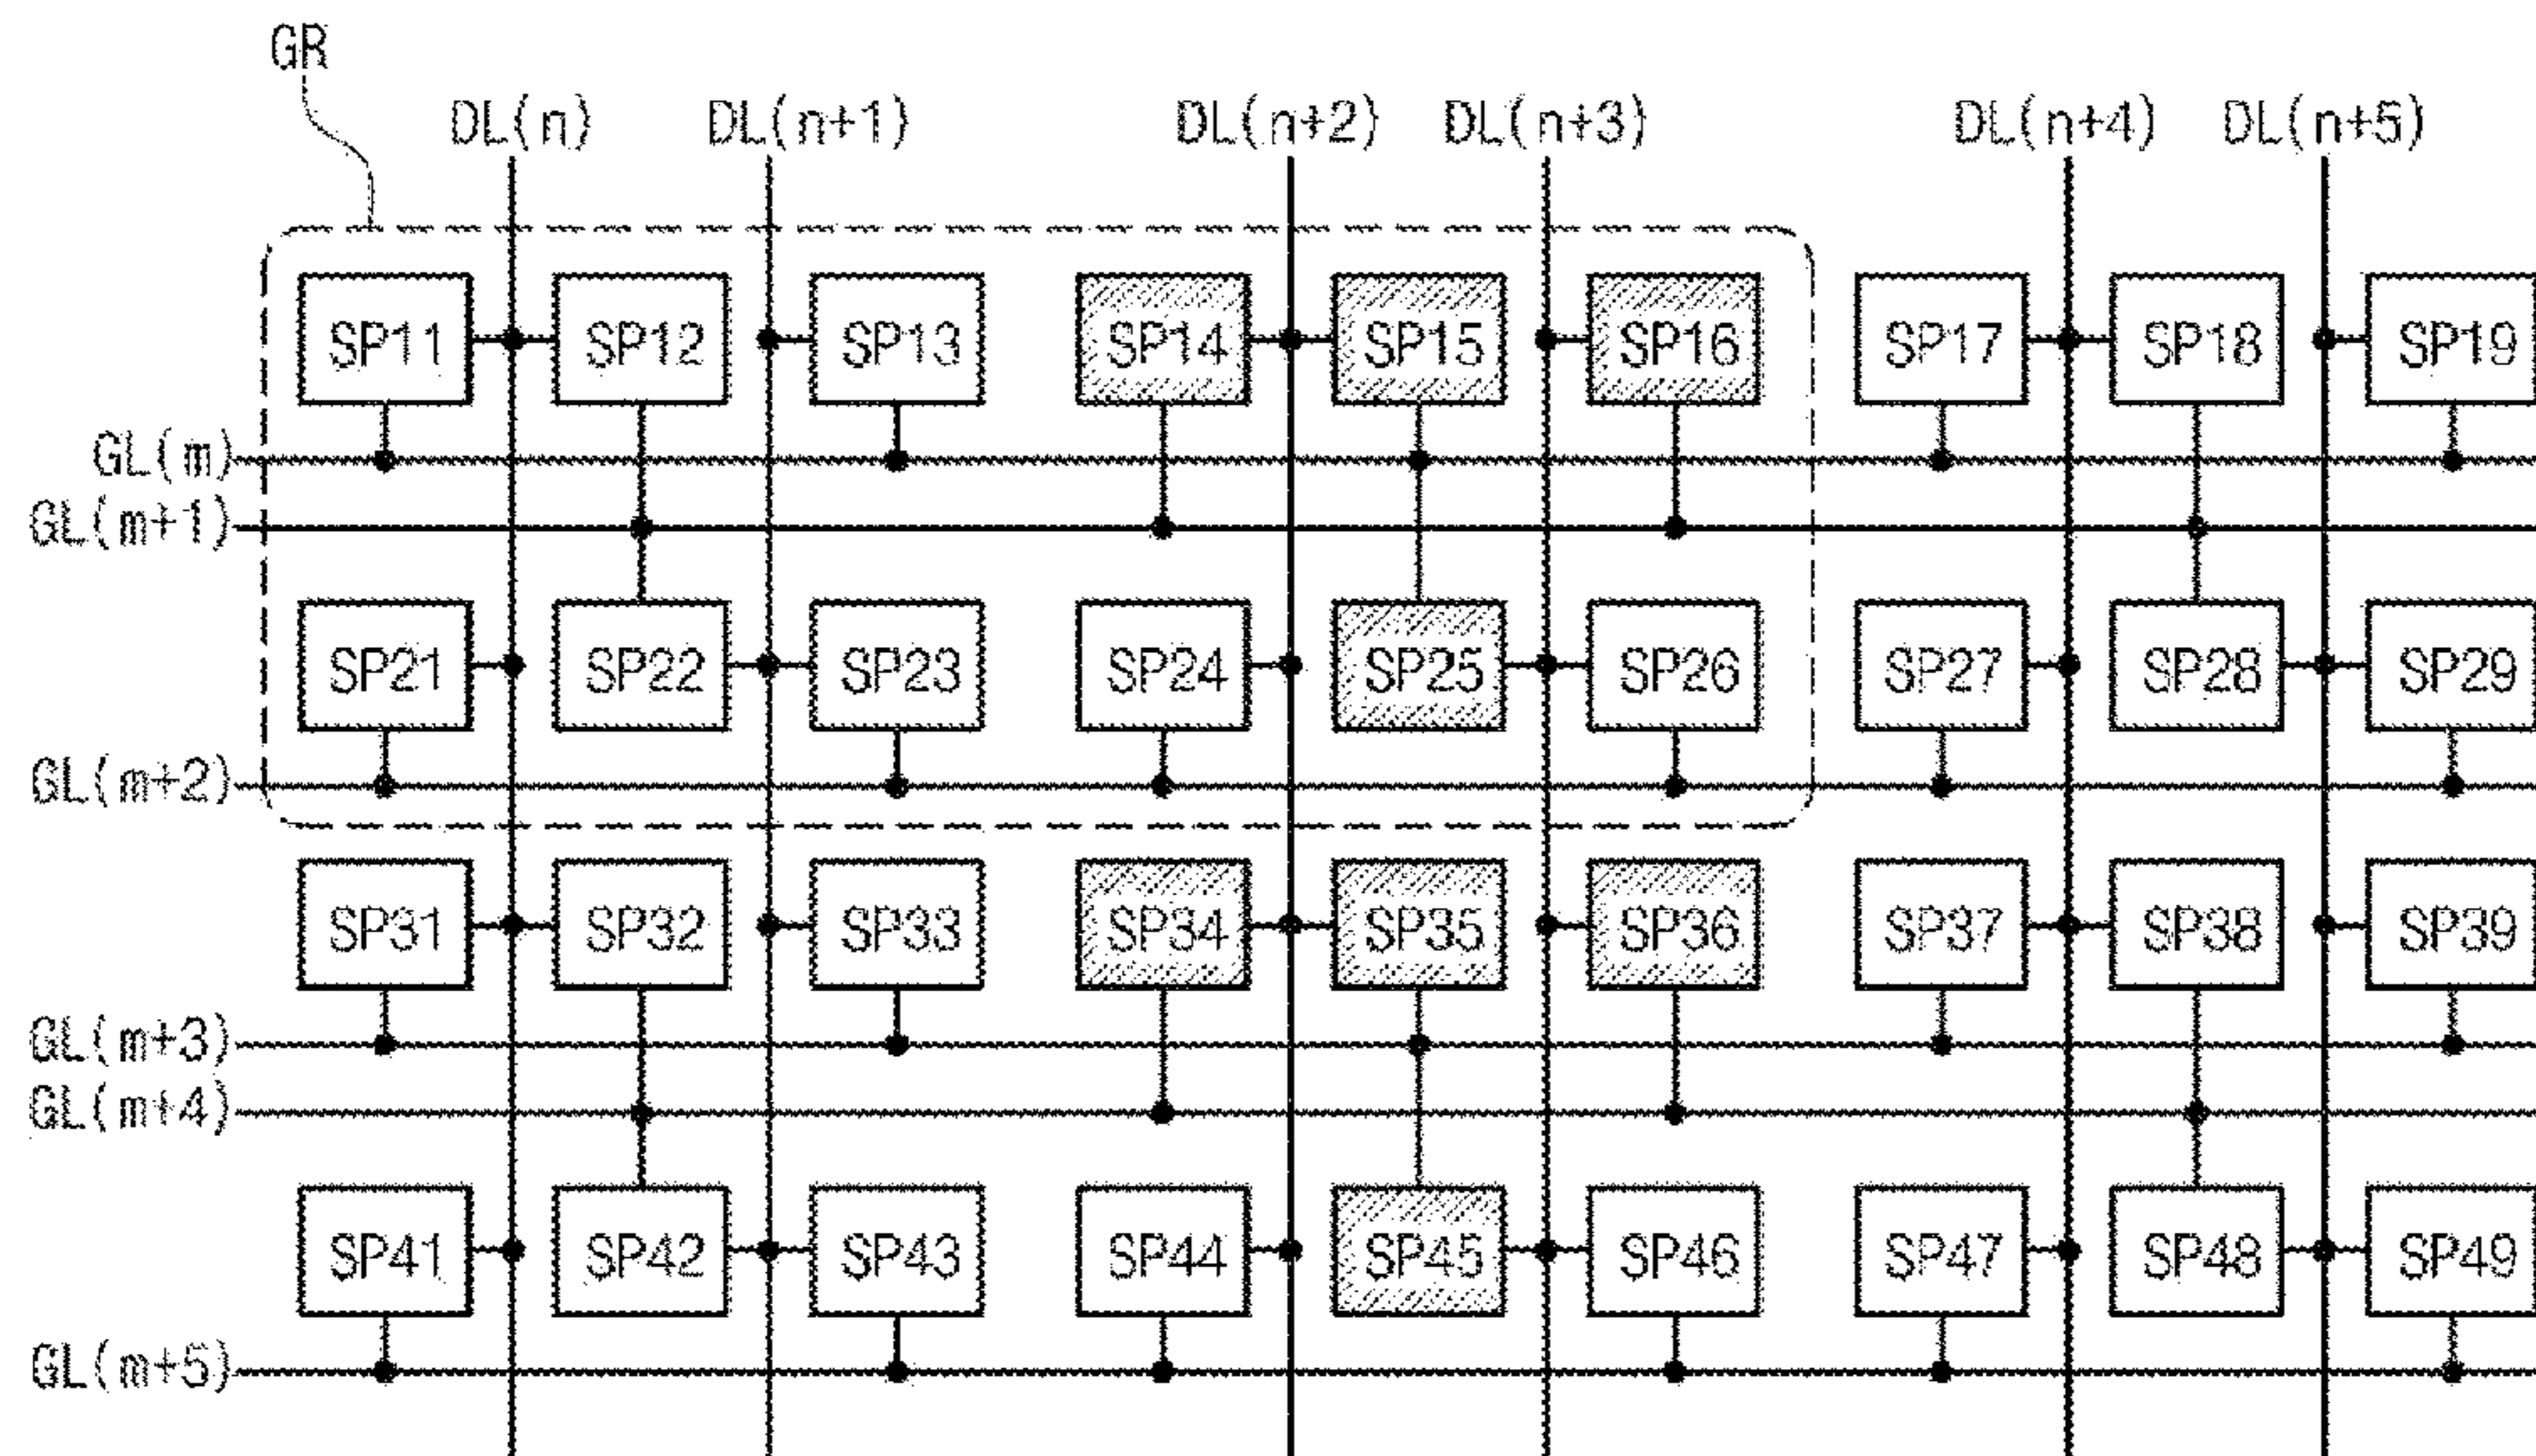 GR
DL(n) DL(n+1) DL(n+2) DL(n+3) DL(n+4) DL(n+5)
SP11 SP12 SP13 SP14 SP15 SP16 SP17 SP18 SP19
GL(m)
GL(m+1)
SP21 SP22 SP23 SP24 SP25 SP26 SP27 SP28 SP29
GL(m+2)
SP31 SP32 SP33 SP34 SP35 SP36 SP37 SP38 SP39
GL(m+3)
GL(m+4)
SP41 SP42 SP43 SP44 SP45 SP46 SP47 SP48 SP49
GL(m+5)